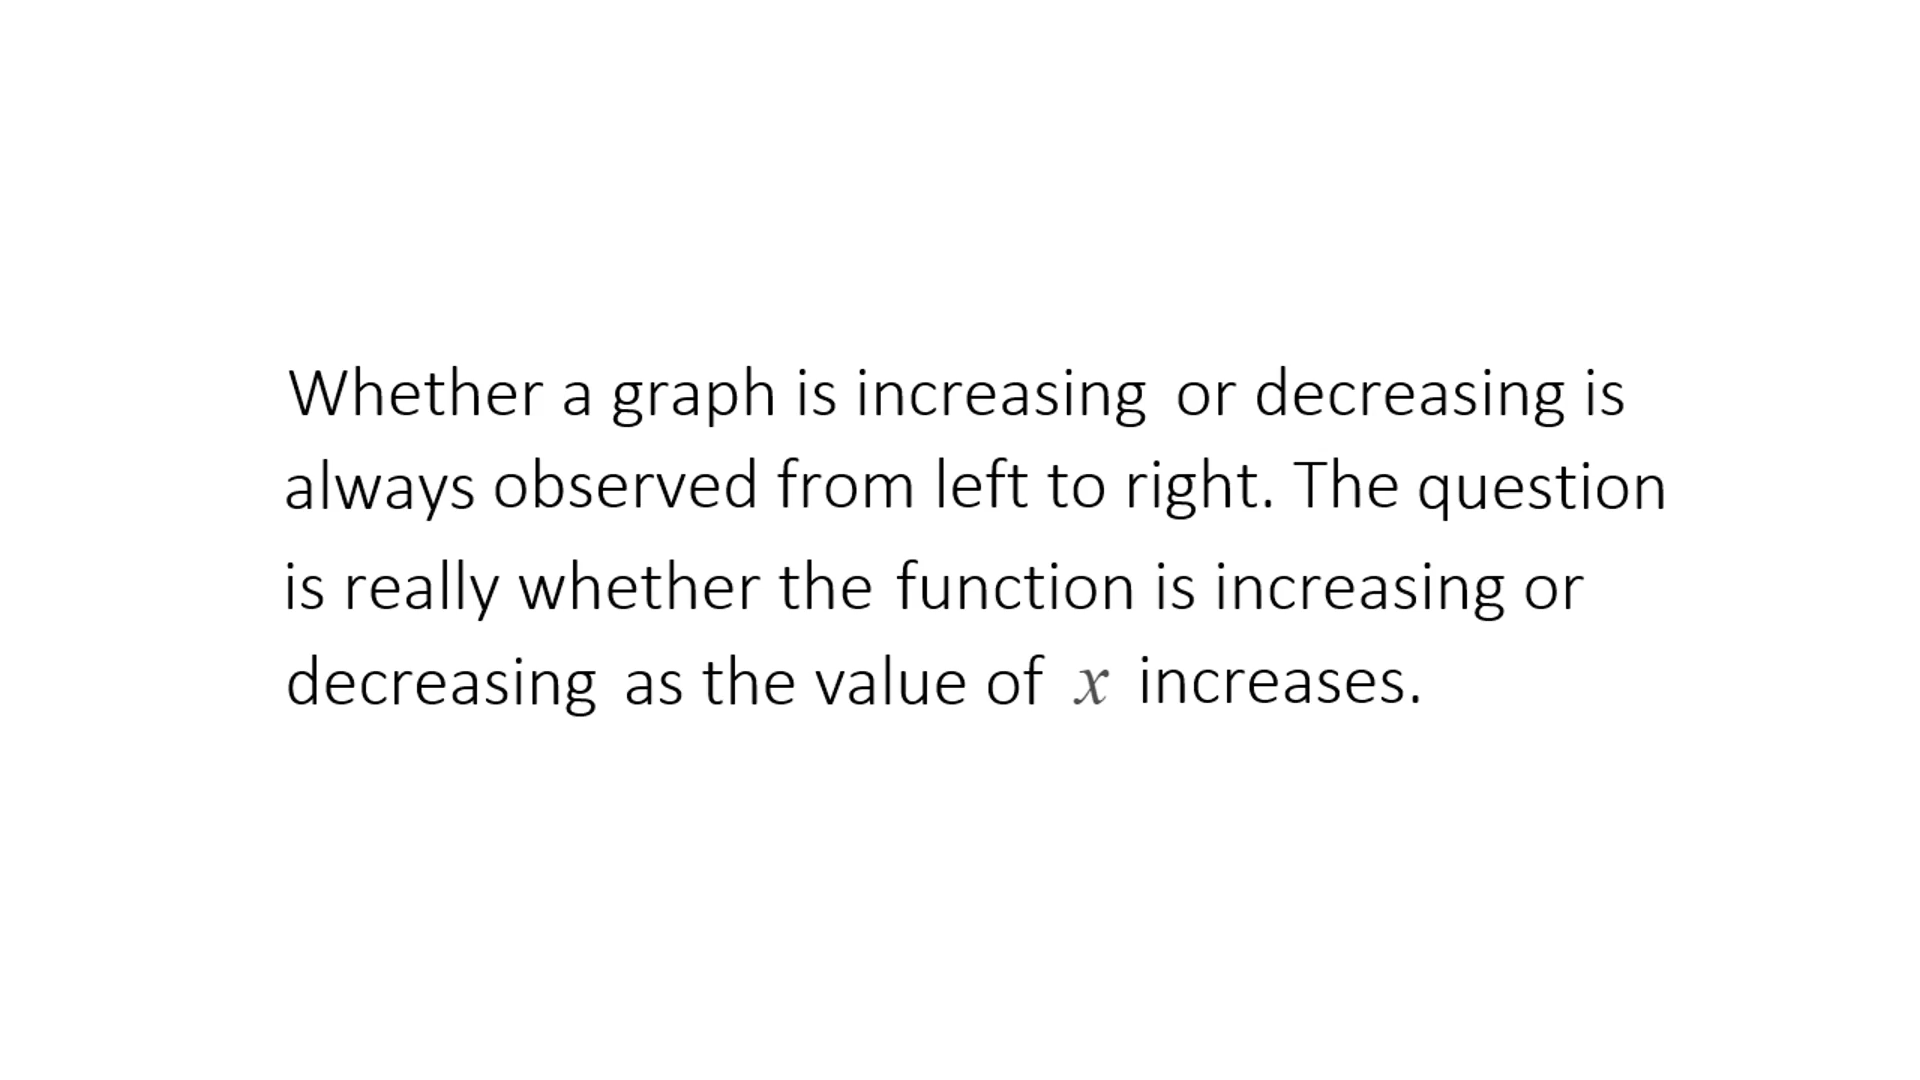 Whether a graph is increasing or decreasing is
always observed from left to right. The question
is really whether the function is increasing or
decreasing as the value of x increases.